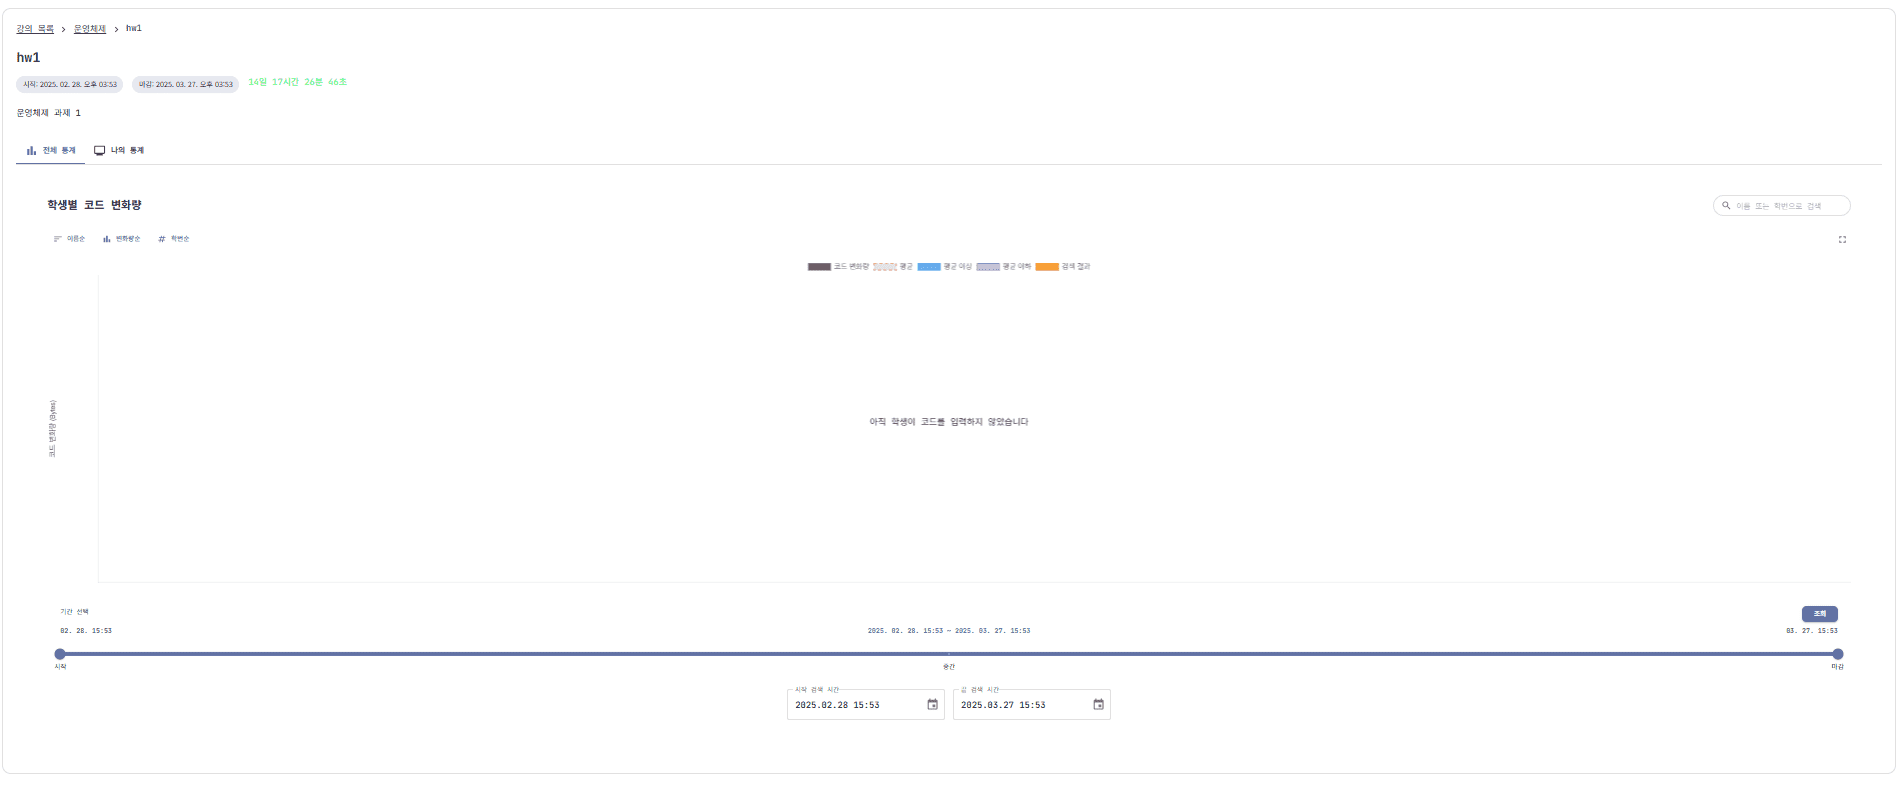 강의 목록 > 운영체제 > hw1
hw1
시작: 2025. 02. 28. 오후 03:53 마감: 2025. 03. 27. 오후 03:53 14일 17시간 26분 46초
운영체제 과제 1
전체 통계 나의 통계
학생별 코드 변화량
이름 또는 학번으로 검색
이름순 변화량순 # 학번순
코드 변화량 평균 평균 이상 평균 이하 검색 결과
코드 변화량 (Bytes)
아직 학생이 코드를 입력하지 않았습니다
기간 선택
조회
02. 28. 15:53
2025. 02. 28. 15:53 ~ 2025. 03. 27. 15:53
03. 27. 15:53
시작 중간 마감
시작 검색 시간 끝 검색 시간
2025.02.28 15:53 2025.03.27 15:53